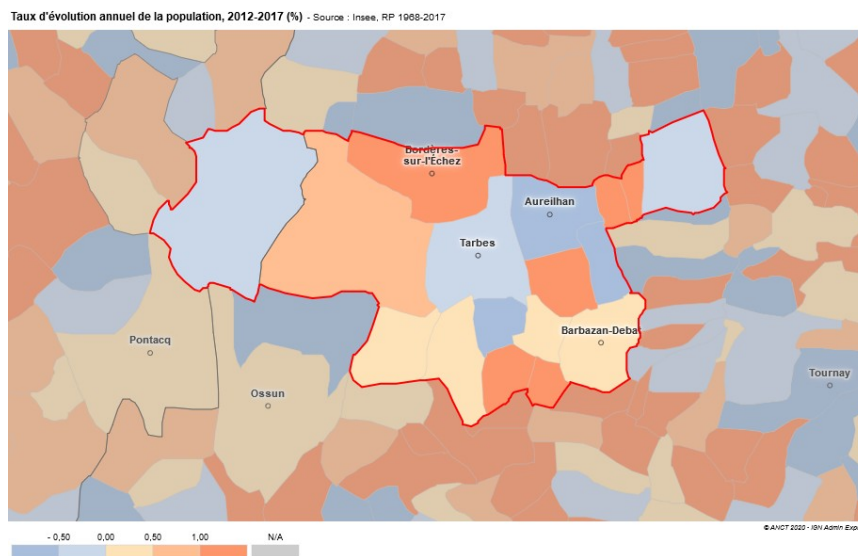 Taux d'évolution annuel de la population, 2012-2017 (%) - Source : Insee, RP 1968-2017
Bordères-
sur-l'Échez
Aureilhan
Tarbes
Barbazan-Deba
Pontacq
Tournay
Ossun
©ANCT 2020 - IGN Admin Exp
- 0,50 0,00 0,50 1,00 N/A